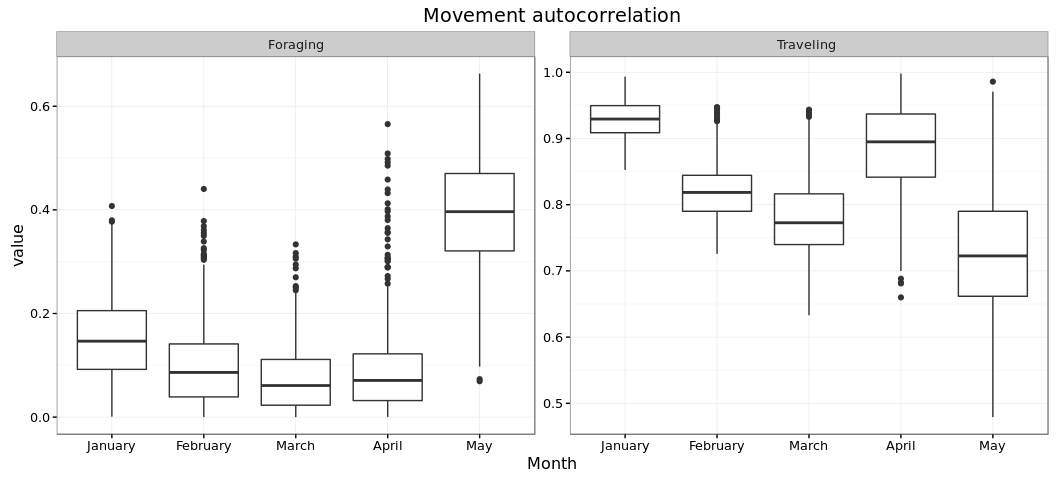 Movement autocorrelation
Foraging
Traveling
value
0.6
0.4
0.2
0.0
1.0
0.9
0.8
0.7
0.6
0.5
January February March April May
January February March April May
Month